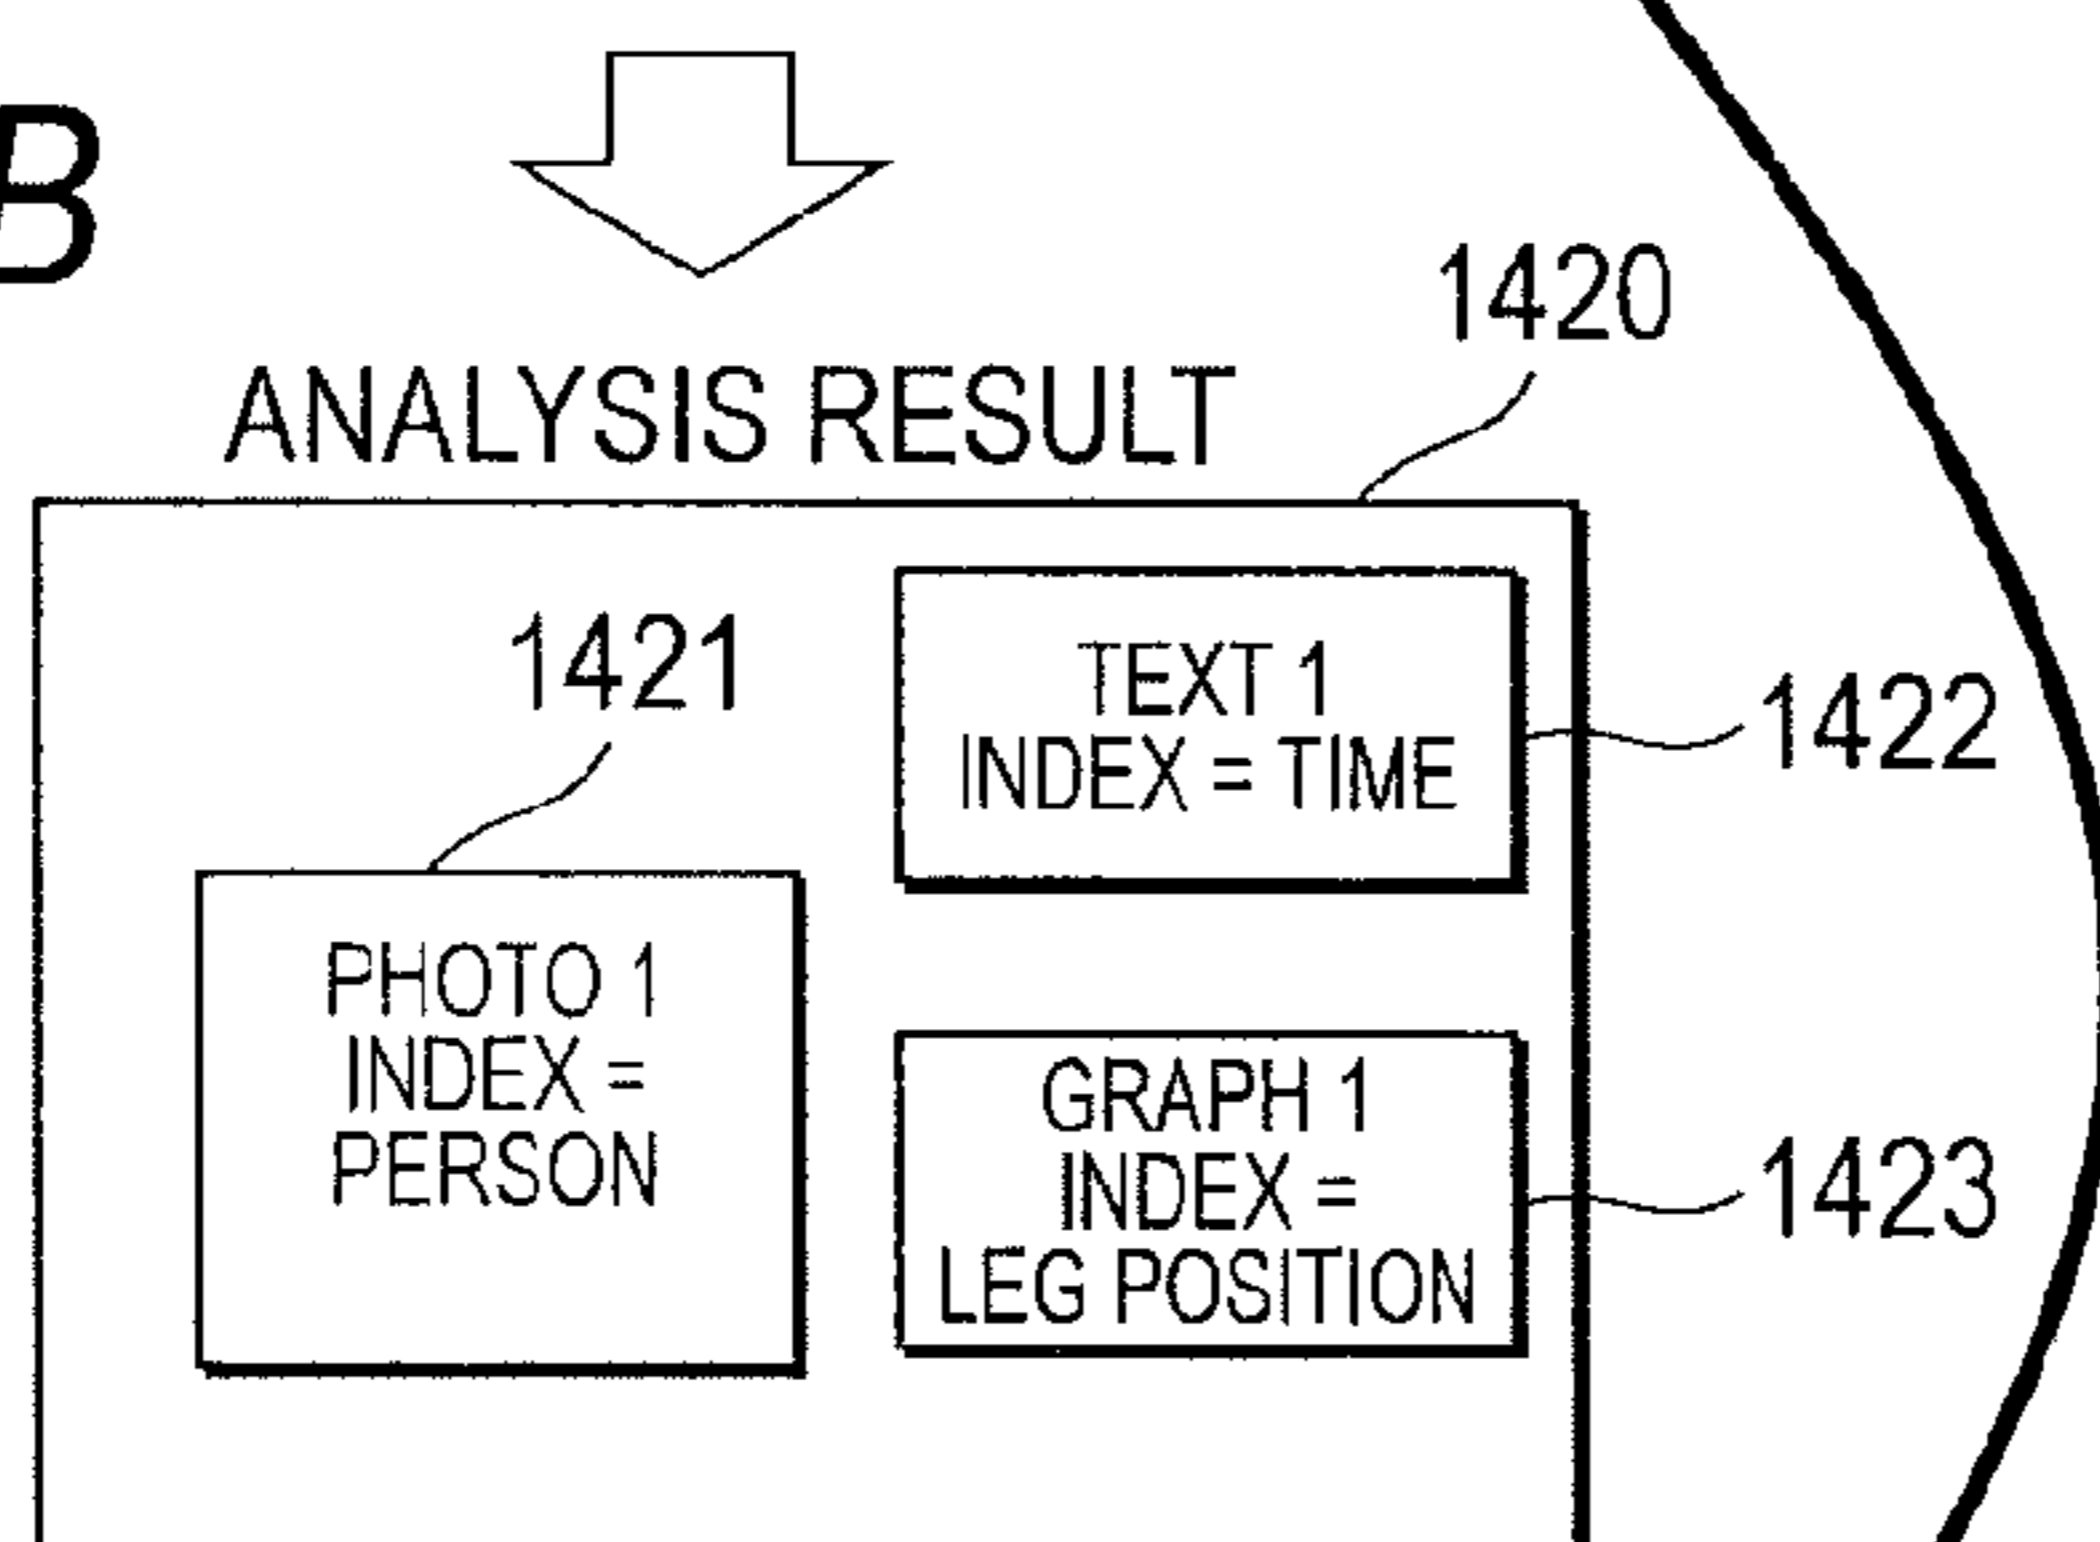 B
1420
ANALYSIS RESULT
1421
TEXT 1
INDEX = TIME
1422
PHOTO 1
INDEX =
PERSON
GRAPH 1
INDEX =
LEG POSITION
1423